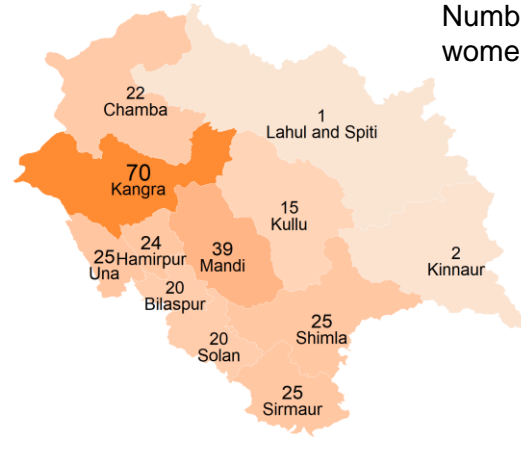 Numb
wome
22
Chamba
1
Lahul and Spiti
70
Kangra
15
Kullu
24
Hamirpur
25
Una
39
Mandi
2
Kinnaur
20
Bilaspur
25
Shimla
20
Solan
25
Sirmaur